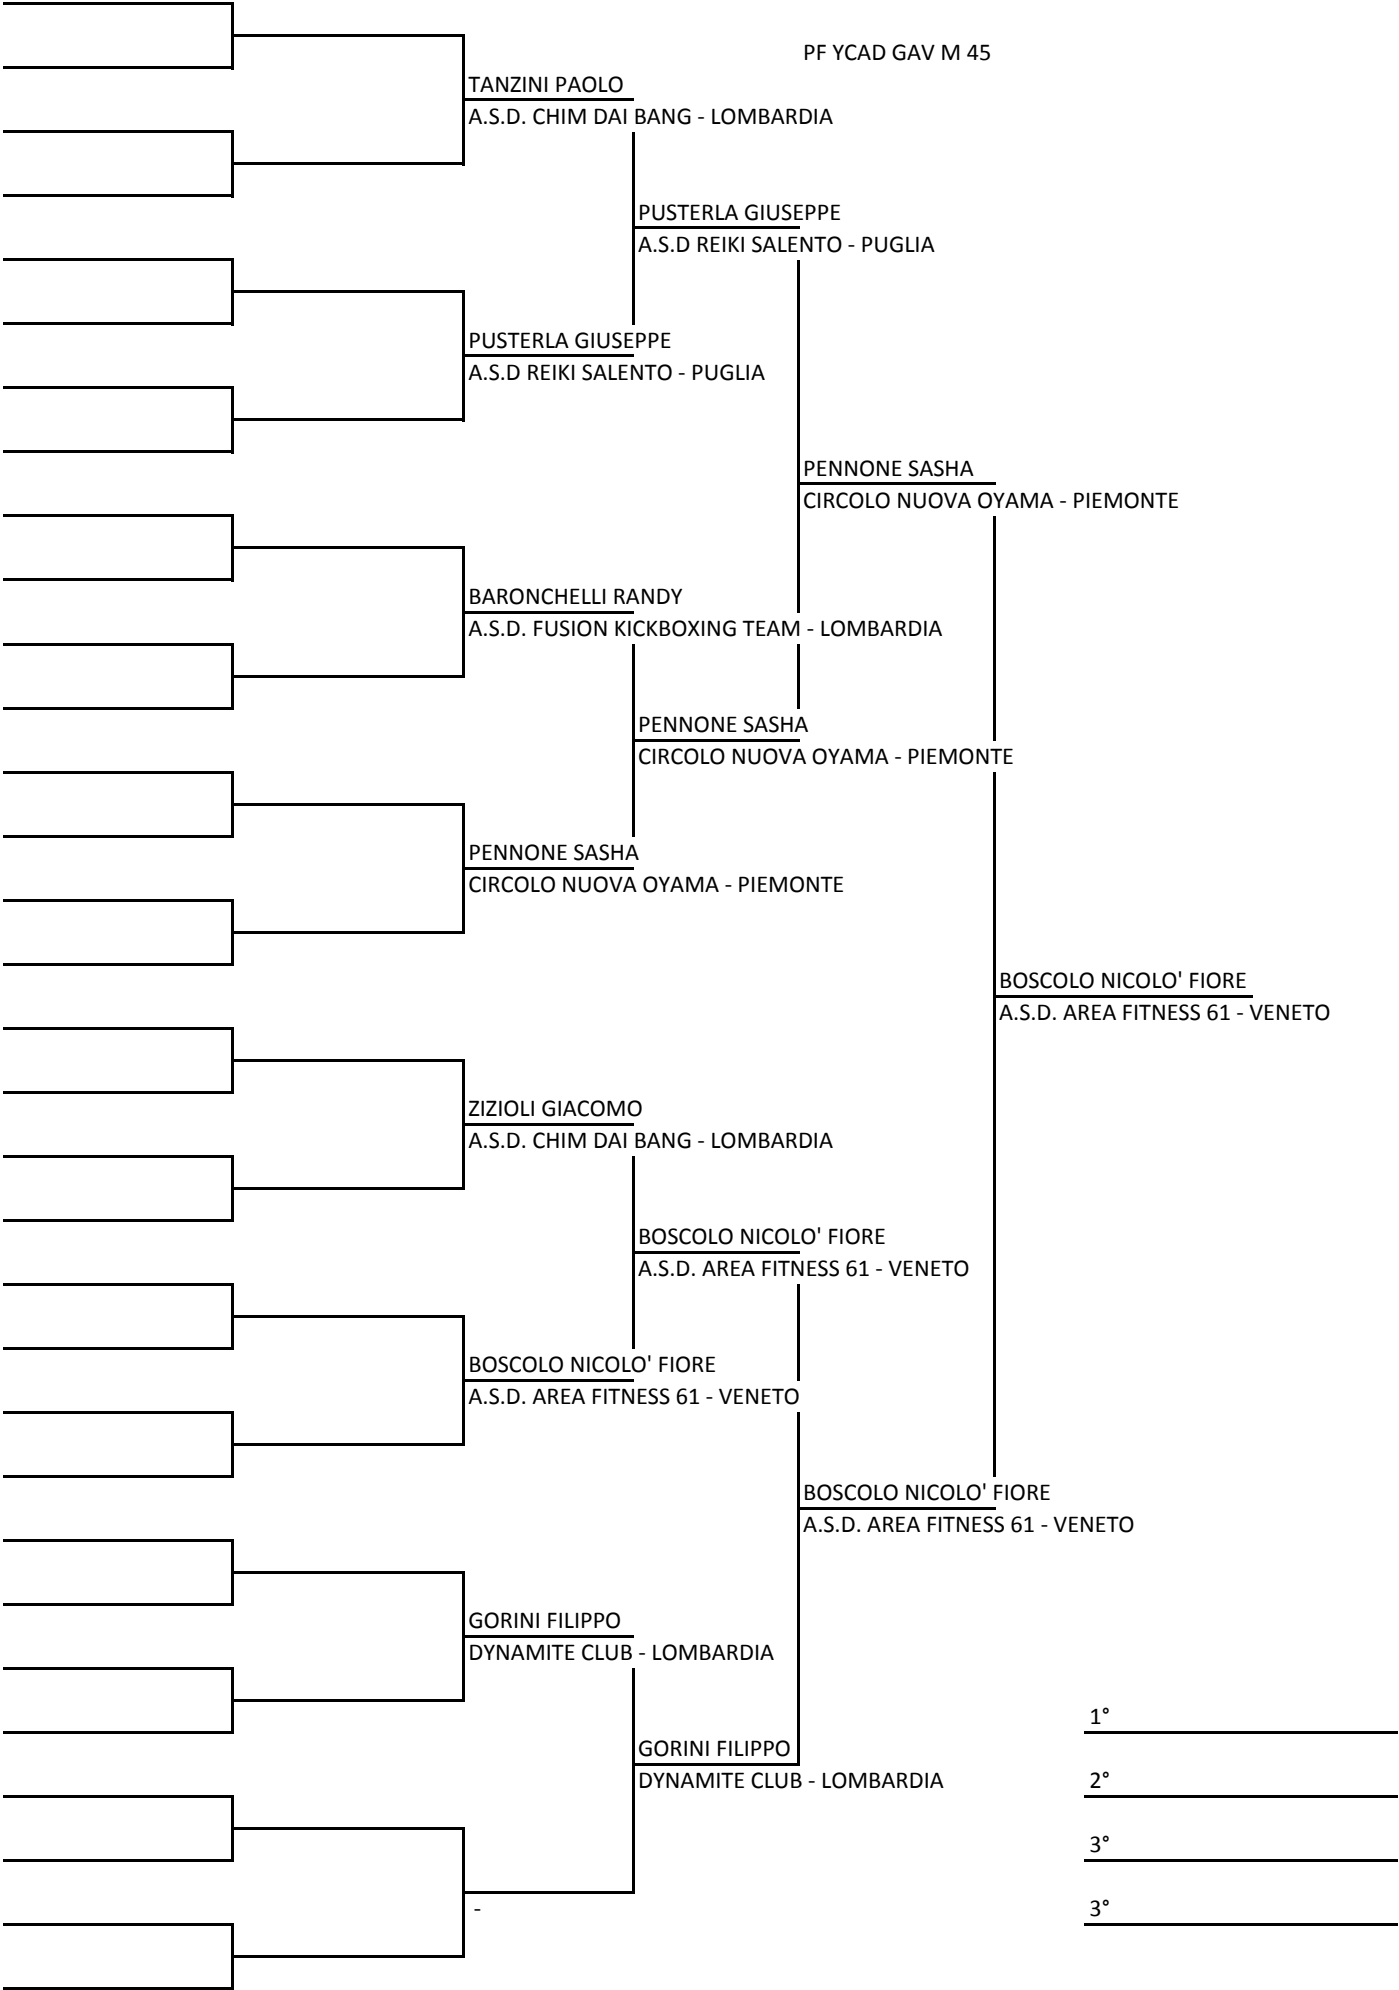 PF YCAD GAV M 45
TANZINI PAOLO
A.S.D. CHIM DAI BANG - LOMBARDIA
PUSTERLA GIUSEPPE
A.S.D REIKI SALENTO - PUGLIA
PUSTERLA GIUSEPPE
A.S.D REIKI SALENTO - PUGLIA
PENNONE SASHA
CIRCOLO NUOVA OYAMA - PIEMONTE
BARONCHELLI RANDY
A.S.D. FUSION KICKBOXING TEAM - LOMBARDIA
PENNONE SASHA
CIRCOLO NUOVA OYAMA - PIEMONTE
PENNONE SASHA
CIRCOLO NUOVA OYAMA - PIEMONTE
BOSCOLO NICOLO' FIORE
A.S.D. AREA FITNESS 61 - VENETO
ZIZIOLI GIACOMO
A.S.D. CHIM DAI BANG - LOMBARDIA
BOSCOLO NICOLO' FIORE
A.S.D. AREA FITNESS 61 - VENETO
BOSCOLO NICOLO' FIORE
A.S.D. AREA FITNESS 61 - VENETO
BOSCOLO NICOLO' FIORE
A.S.D. AREA FITNESS 61 - VENETO
GORINI FILIPPO
DYNAMITE CLUB - LOMBARDIA
1°
GORINI FILIPPO
DYNAMITE CLUB - LOMBARDIA
2°
3°
-
3°